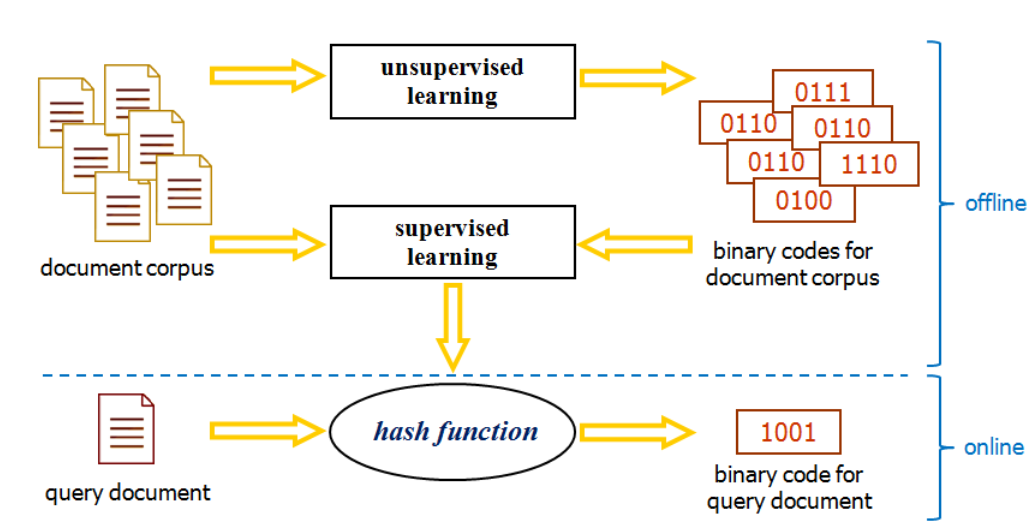 unsupervised
learning
0111
0110
0110
0110
1110
0100
offline
supervised
learning
document corpus
binary codes for
document corpus
hash function
1001
online
query document
binary code for
query document